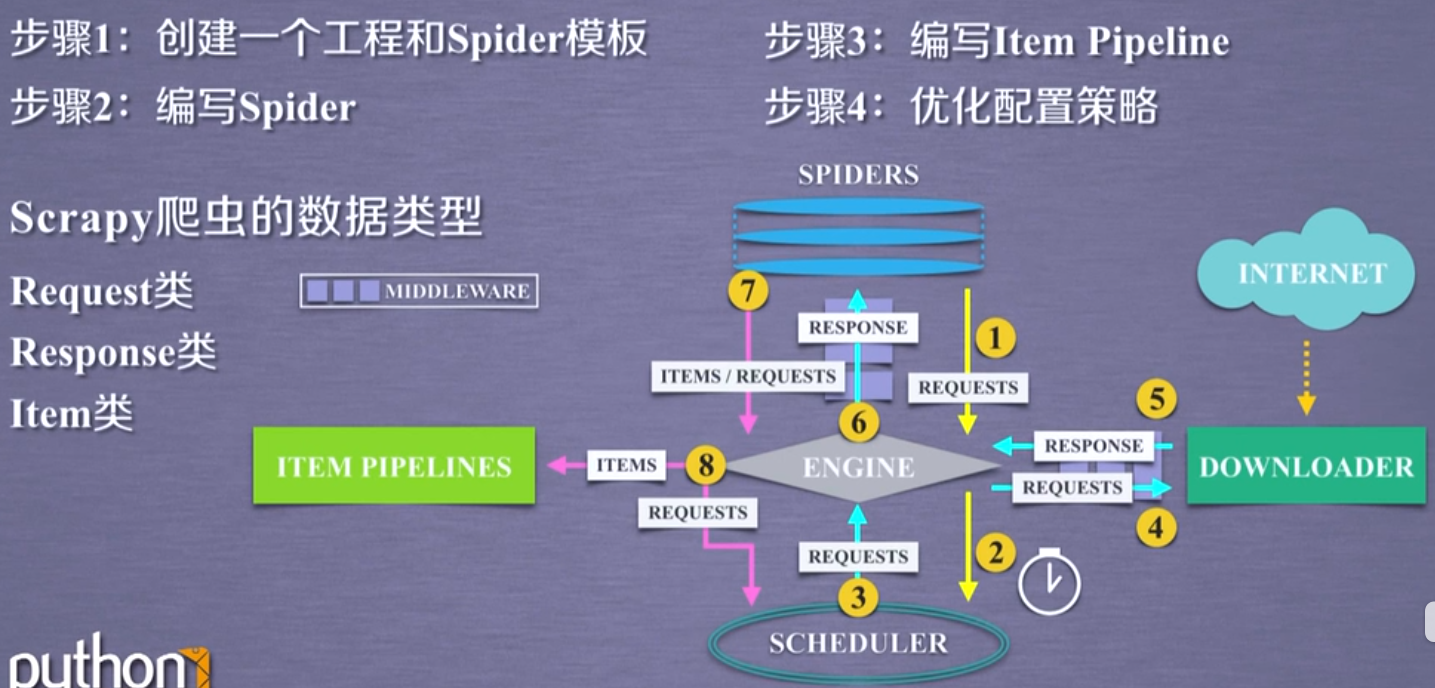 步骤1：创建一个工程和Spider模板
步骤2：编写Spider
步骤3：编写Item Pipeline
步骤4：优化配置策略
Scrapy爬虫的数据类型
Request类
Response类
Item类
MIDDLEWARE
SPIDERS
INTERNET
7
RESPONSE
1
ITEMS / REQUESTS
REQUESTS
5
6
RESPONSE
ITEM PIPELINES
ITEMS
8
ENGINE
DOWNLOADER
REQUESTS
REQUESTS
4
REQUESTS
2
3
SCHEDULER
python